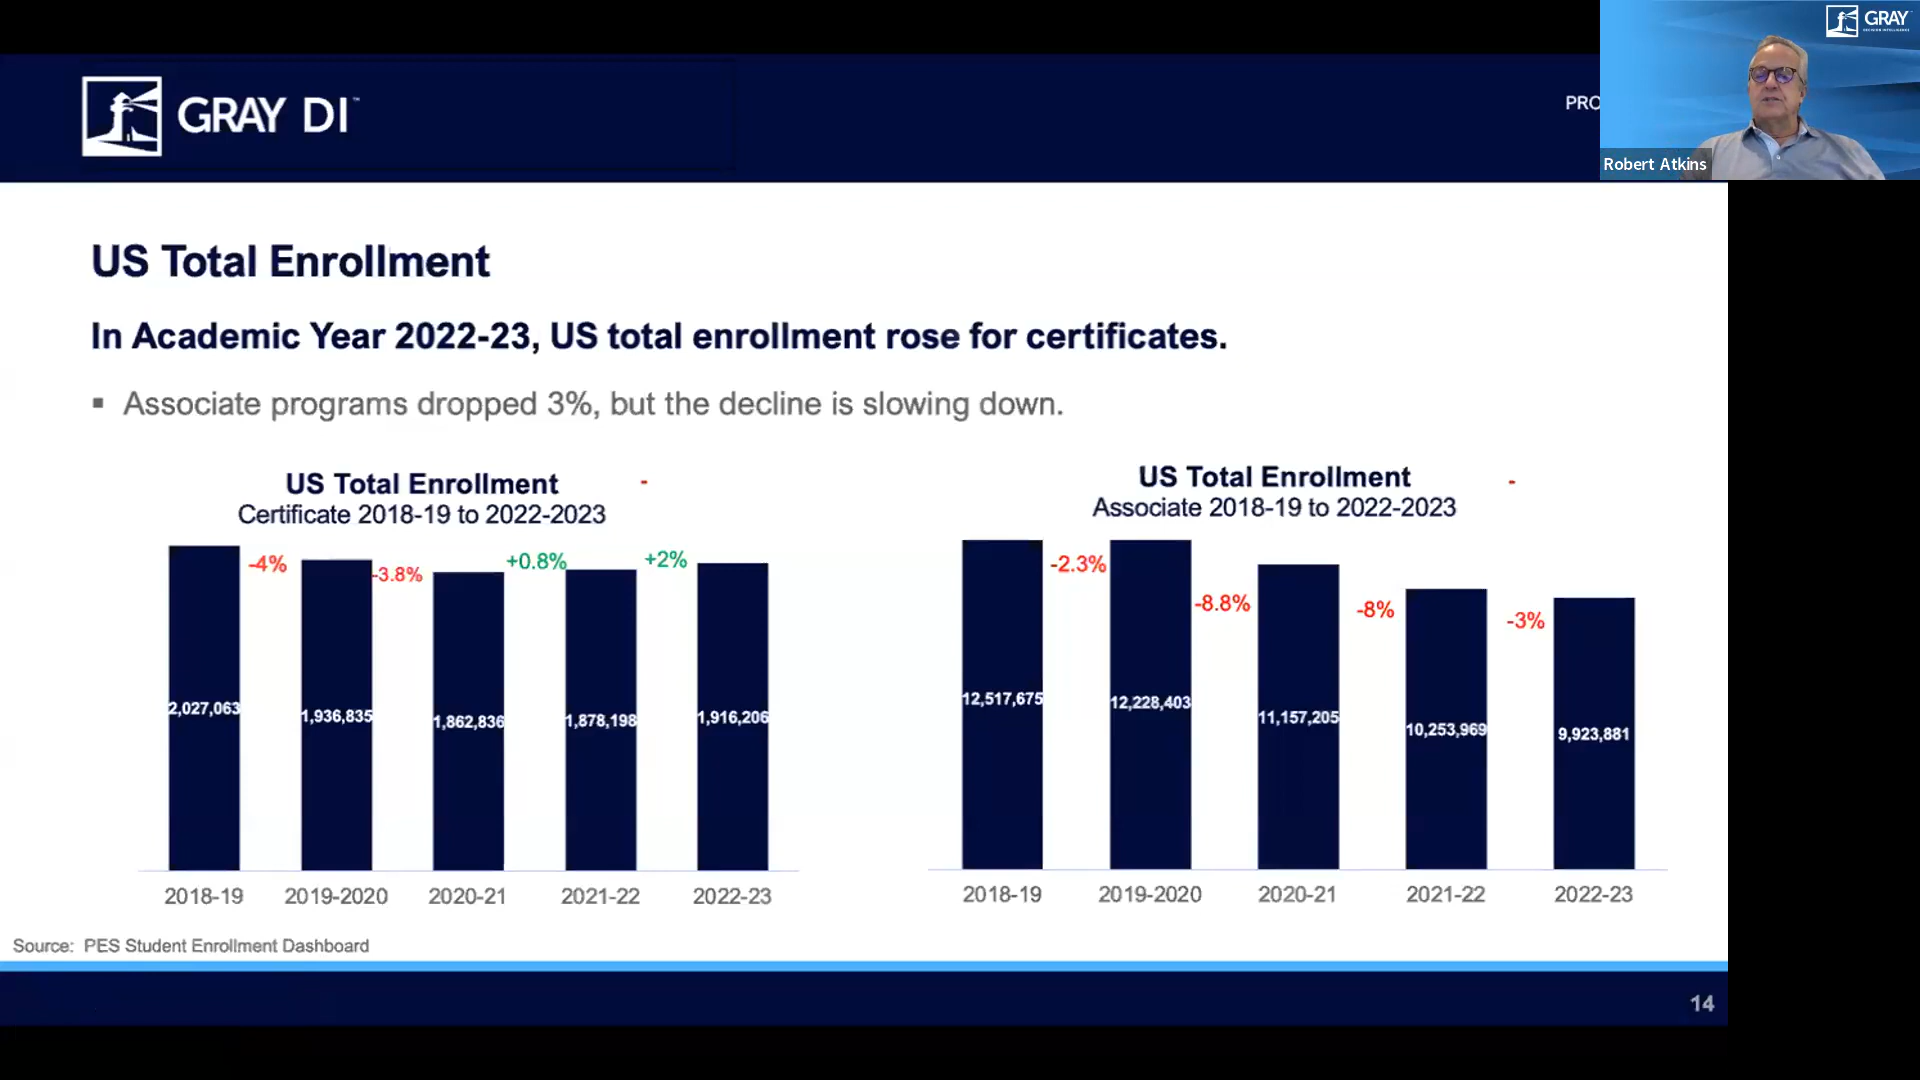 GRAY DI™
PRO
GRAY
Robert Atkins
US Total Enrollment
In Academic Year 2022-23, US total enrollment rose for certificates.
▪ Associate programs dropped 3%, but the decline is slowing down.
US Total Enrollment
Certificate 2018-19 to 2022-2023
-4%
-3.8%
+0.8%
+2%
2,027,063
1,936,835
1,862,836
1,878,198
1,916,206
2018-19
2019-2020
2020-21
2021-22
2022-23
US Total Enrollment
Associate 2018-19 to 2022-2023
-2.3%
-8.8%
-8%
-3%
12,517,675
12,228,403
11,157,205
10,253,969
9,923,881
2018-19
2019-2020
2020-21
2021-22
2022-23
Source: PES Student Enrollment Dashboard
14